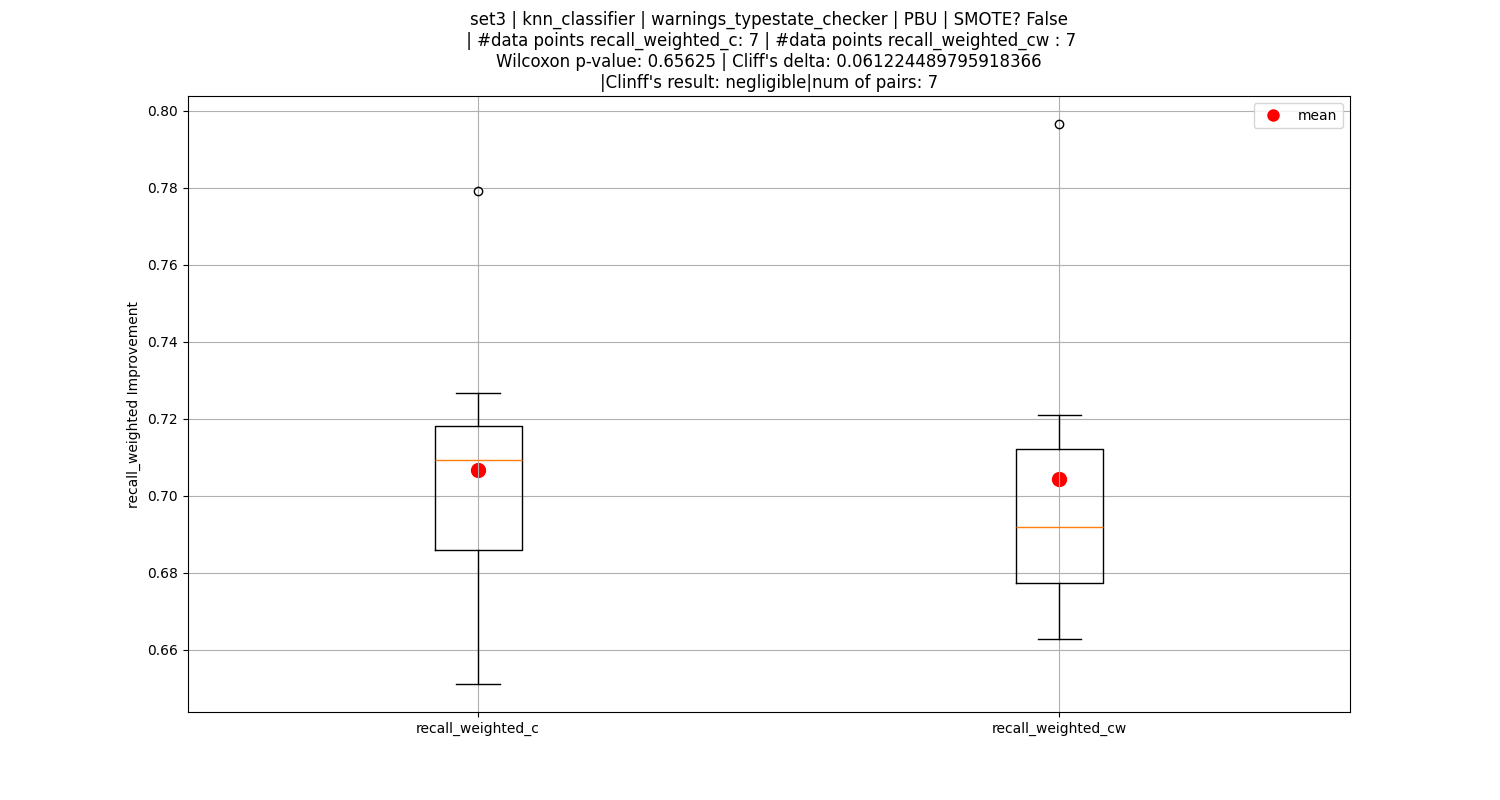 set3 | knn_classifier | warnings_typestate_checker | PBU | SMOTE? False
| #data points recall_weighted_c: 7 | #data points recall_weighted_cw : 7
Wilcoxon p-value: 0.65625 | Cliff's delta: 0.061224489795918366
|Clinff's result: negligible|num of pairs: 7
mean
0.80
0.78
0.76
0.74
0.72
0.70
0.68
0.66
recall_weighted Improvement
recall_weighted_c
recall_weighted_cw